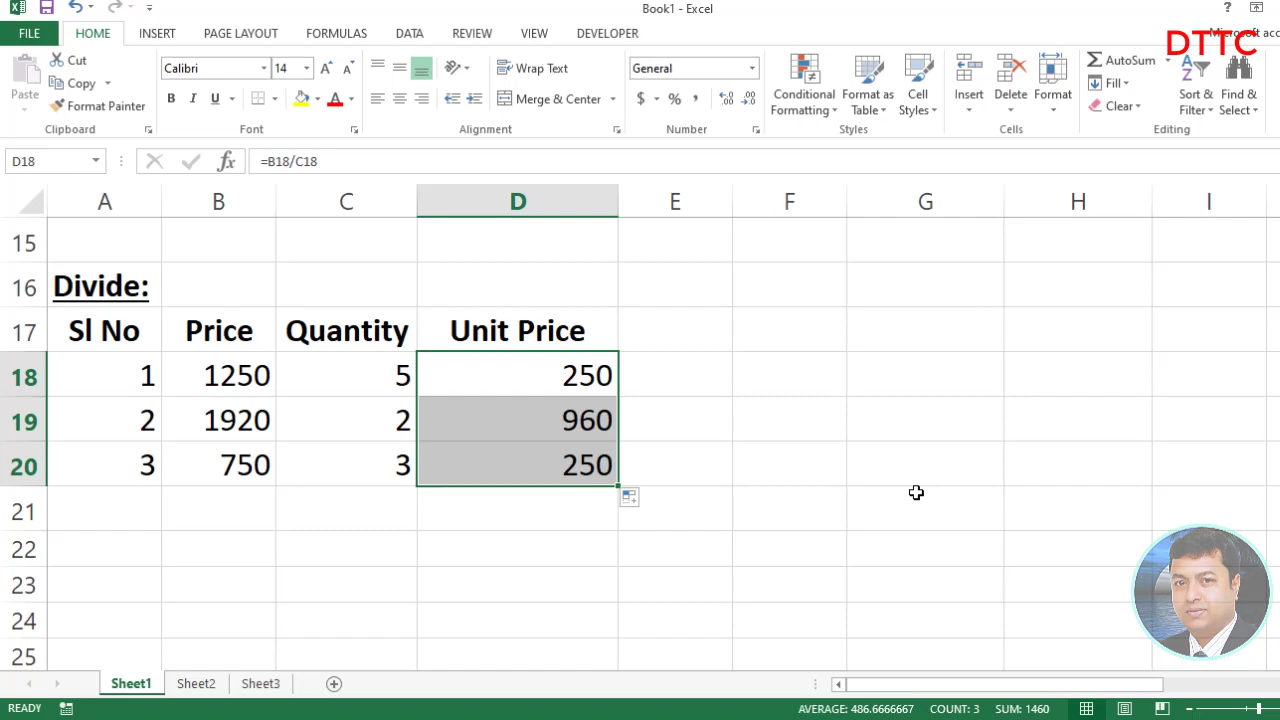 Book1 - Excel
?
FILE HOME INSERT PAGE LAYOUT FORMULAS DATA REVIEW VIEW DEVELOPER Microsoft acc
DTTC
Paste
Cut
Copy
Format Painter
Clipboard
Calibri 14
B I U
Font
Wrap Text
Merge & Center
Alignment
General
$ % ,
Number
Conditional Formatting
Format as Table
Cell Styles
Styles
Insert
Delete
Format
Cells
AutoSum
Fill
Clear
Sort & Filter
Find & Select
Editing
D18 fx =B18/C18
A B C D E F G H I
15
16 Divide:
17 Sl No Price Quantity Unit Price
18 1 1250 5 250
19 2 1920 2 960
20 3 750 3 250
21
22
23
24
25
Sheet1 Sheet2 Sheet3
READY AVERAGE: 486.6666667 COUNT: 3 SUM: 1460